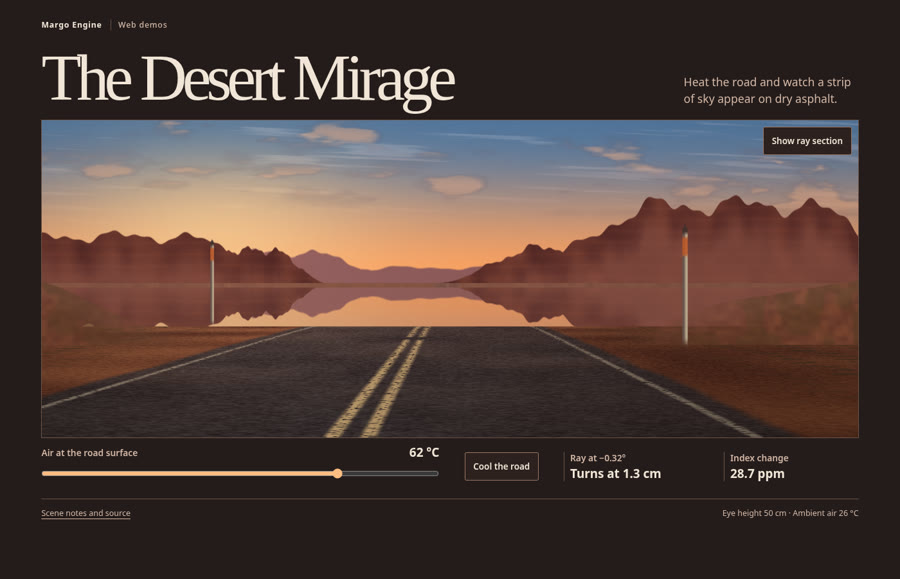 Margo Engine
Web demos
The Desert Mirage
Heat the road and watch a strip
of sky appear on dry asphalt.
Show ray section
Air at the road surface
62 °C
Cool the road
Ray at −0.32°
Turns at 1.3 cm
Index change
28.7 ppm
Scene notes and source
Eye height 50 cm · Ambient air 26 °C